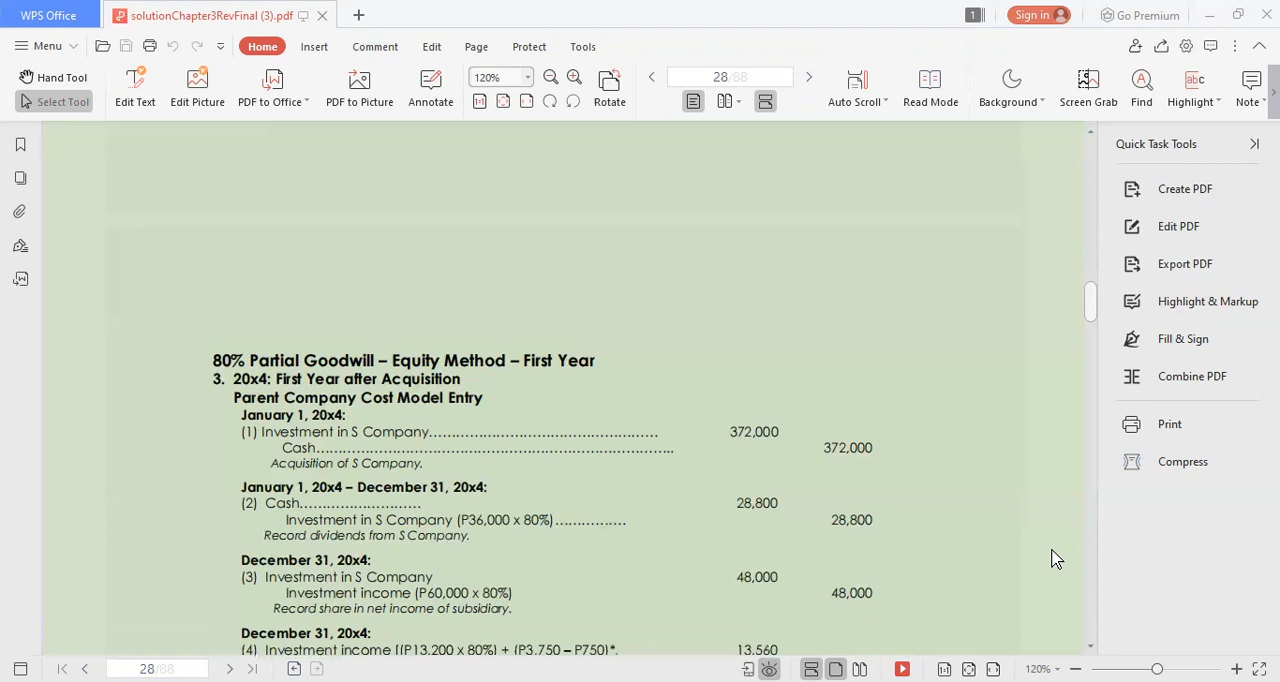 WPS Office
solutionChapter3RevFinal (3).pdf
1
Sign in
Go Premium
Menu
Home
Insert
Comment
Edit
Page
Protect
Tools
Hand Tool
Select Tool
Edit Text
Edit Picture
PDF to Office
PDF to Picture
Annotate
120%
Rotate
28/88
Auto Scroll
Read Mode
Background
Screen Grab
Find
Highlight
Note
Quick Task Tools
Create PDF
Edit PDF
Export PDF
Highlight & Markup
Fill & Sign
Combine PDF
Print
Compress
80% Partial Goodwill – Equity Method – First Year
3. 20x4: First Year after Acquisition
Parent Company Cost Model Entry
January 1, 20x4:
(1) Investment in S Company…………………………………………… 372,000
Cash…………………………………………………………………….. 372,000
Acquisition of S Company.
January 1, 20x4 – December 31, 20x4:
(2) Cash…………………… 28,800
Investment in S Company (P36,000 x 80%)…………… 28,800
Record dividends from S Company.
December 31, 20x4:
(3) Investment in S Company 48,000
Investment income (P60,000 x 80%) 48,000
Record share in net income of subsidiary.
December 31, 20x4:
(4) Investment income [(P13,200 x 80%) + (P3,750 – P750)*. 13,560
28/88
120%